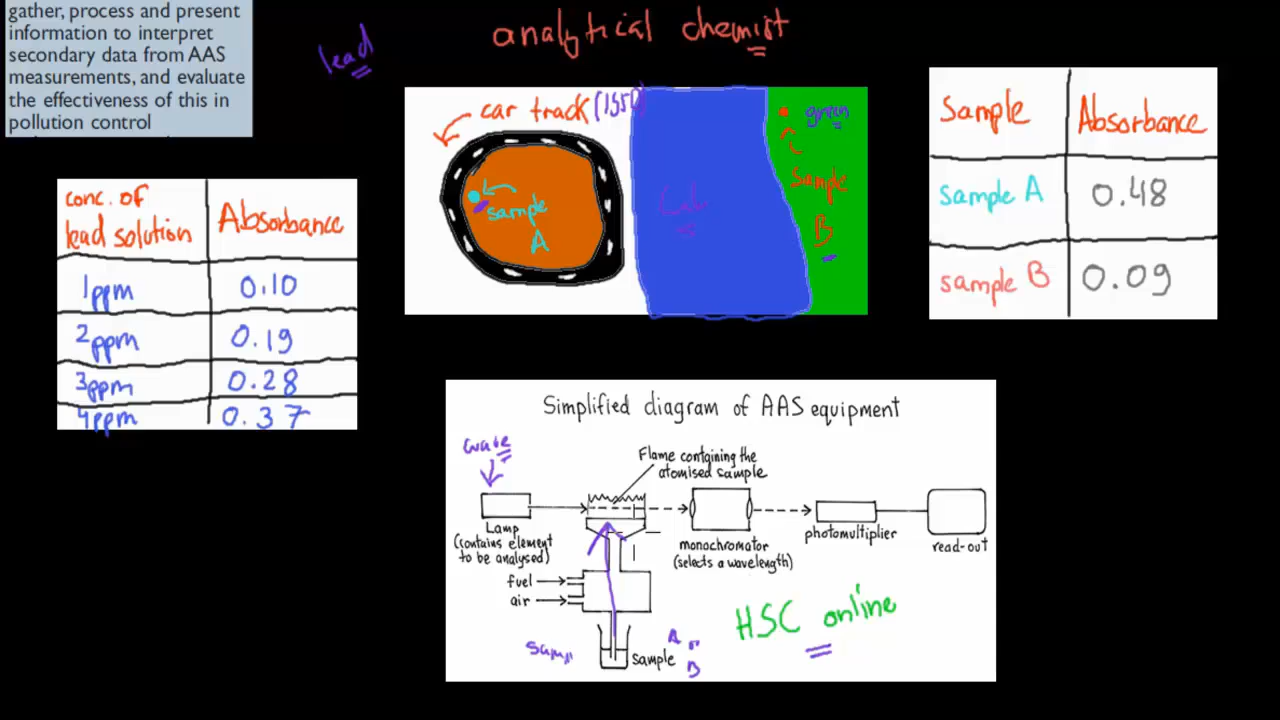 gather, process and present
information to interpret
secondary data from AAS
measurements, and evaluate
the effectiveness of this in
pollution control
lead
analytical chemist
conc. of
lead solution
Absorbance
1ppm
0.10
2ppm
0.19
3ppm
0.28
4ppm
0.37
car track
sample
A
green
sample
B
Sample
Absorbance
sample A
0.48
sample B
0.09
Simplified diagram of AAS equipment
Flame containing the
atomised sample
Lamp
(contains element
to be analysed)
monochromator
(selects a wavelength)
photomultiplier
read-out
fuel
air
sample
A or
B
HSC online